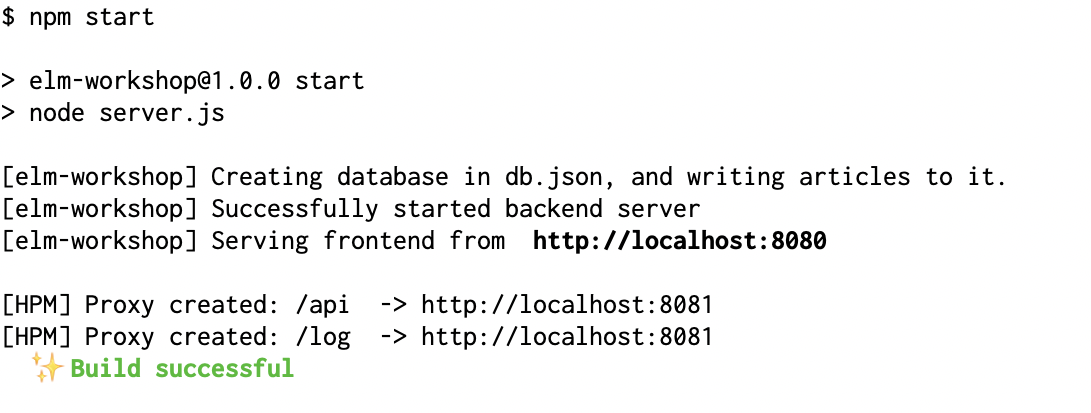 $ npm start
> elm-workshop@1.0.0 start
> node server.js
[elm-workshop] Creating database in db.json, and writing articles to it.
[elm-workshop] Successfully started backend server
[elm-workshop] Serving frontend from  http://localhost:8080
[HPM] Proxy created: /api  -> http://localhost:8081
[HPM] Proxy created: /log  -> http://localhost:8081
✨ Build successful